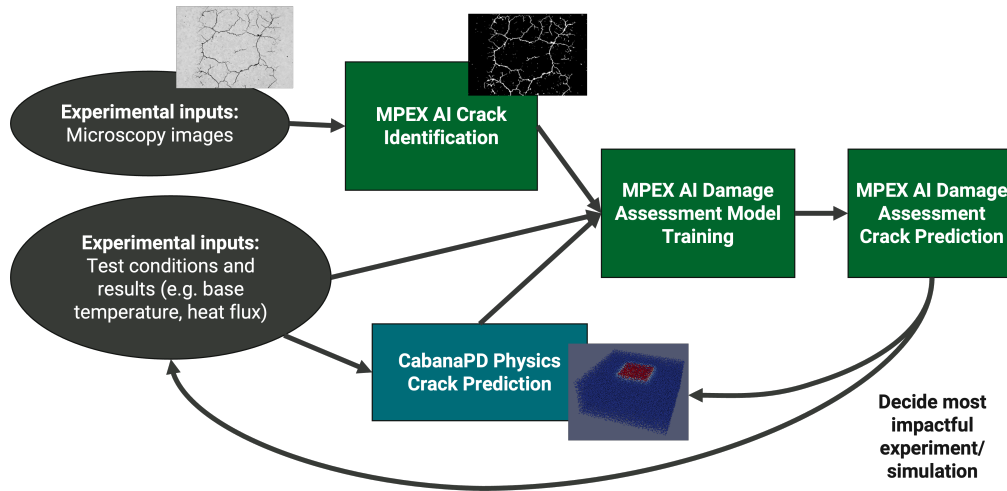 Experimental inputs:
Microscopy images
MPEX AI Crack
Identification
MPEX AI Damage
Assessment Model
Training
MPEX AI Damage
Assessment
Crack Prediction
Experimental inputs:
Test conditions and
results (e.g. base
temperature, heat flux)
CabanaPD Physics
Crack Prediction
Decide most
impactful
experiment/
simulation